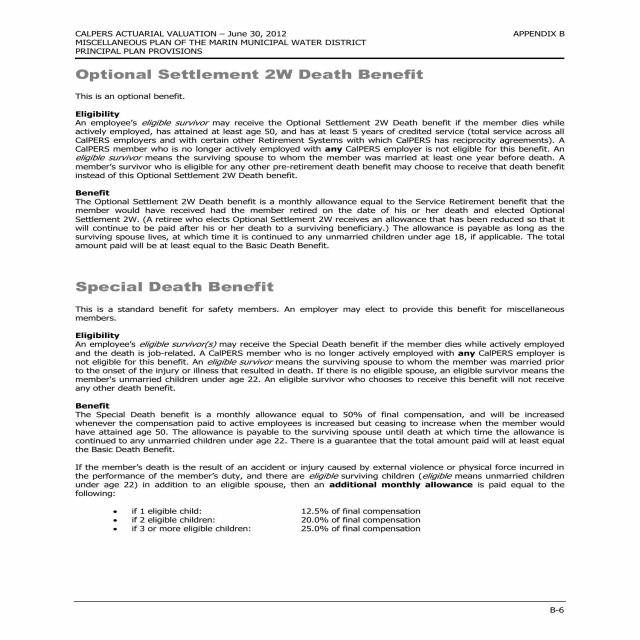 CALPERS ACTUARIAL VALUATION – June 30, 2012 APPENDIX B
MISCELLANEOUS PLAN OF THE MARIN MUNICIPAL WATER DISTRICT
PRINCIPAL PLAN PROVISIONS
Optional Settlement 2W Death Benefit
This is an optional benefit.
Eligibility
An employee's eligible survivor may receive the Optional Settlement 2W Death benefit if the member dies while
actively employed, has attained at least age 50, and has at least 5 years of credited service (total service across all
CalPERS employers and with certain other Retirement Systems with which CalPERS has reciprocity agreements). A
CalPERS member who is no longer actively employed with any CalPERS employer is not eligible for this benefit. An
eligible survivor means the surviving spouse to whom the member was married at least one year before death. A
member's survivor who is eligible for any other pre-retirement death benefit may choose to receive that death benefit
instead of this Optional Settlement 2W Death Benefit.
Benefit
The Optional Settlement 2W Death benefit is a monthly allowance equal to the Service Retirement benefit that the
member would have received had the member retired on the date of his or her death and elected Optional
Settlement 2W. (A retiree who elects Optional Settlement 2W receives an allowance that has been reduced so that it
will continue to be paid after his or her death to a surviving beneficiary.) The allowance is payable as long as the
surviving spouse lives, at which time it is continued to any unmarried children under age 18, if applicable. The total
amount paid will be at least equal to the Basic Death Benefit.
Special Death Benefit
This is a standard benefit for safety members. An employer may elect to provide this benefit for miscellaneous
members.
Eligibility
An employee's eligible survivor(s) may receive the Special Death benefit if the member dies while actively employed
and the death is job-related. A CalPERS member who is no longer actively employed with any CalPERS employer is
not eligible for this benefit. An eligible survivor means the surviving spouse to whom the member was married prior
to the onset of the injury or illness that resulted in death. If there is no eligible spouse, an eligible survivor means the
member's unmarried children under age 22. An eligible survivor who chooses to receive this benefit will not receive
any other death benefit.
Benefit
The Special Death benefit is a monthly allowance equal to 50% of final compensation, and will be increased
whenever the compensation paid to active employees is increased but ceasing to increase when the member would
have attained age 50. The allowance is payable to the surviving spouse until death at which time the allowance is
continued to any unmarried children under age 22. There is a guarantee that the total amount paid will at least equal
the Basic Death Benefit.
If the member's death is the result of an accident or injury caused by external violence or physical force incurred in
the performance of the member's duty, and there are eligible surviving children (eligible means unmarried children
under age 22) in addition to an eligible spouse, then an additional monthly allowance is paid equal to the
following:
• if 1 eligible child: 12.5% of final compensation
• if 2 eligible children: 20.0% of final compensation
• if 3 or more eligible children: 25.0% of final compensation
B-6